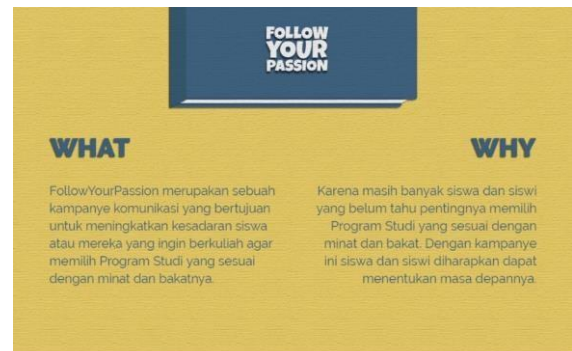 FOLLOW
YOUR
PASSION
WHAT
FollowYourPassion merupakan sebuah
kampanye komunikasi yang bertujuan
untuk meningkatkan kesadaran siswa
atau mereka yang ingin berkuliah agar
memilih Program Studi yang sesuai
dengan minat dan bakatnya.
WHY
Karena masih banyak siswa dan siswi
yang belum tahu pentingnya memilih
Program Studi yang sesuai dengan
minat dan bakat. Dengan kampanye
ini siswa dan siswi diharapkan dapat
menentukan masa depannya.